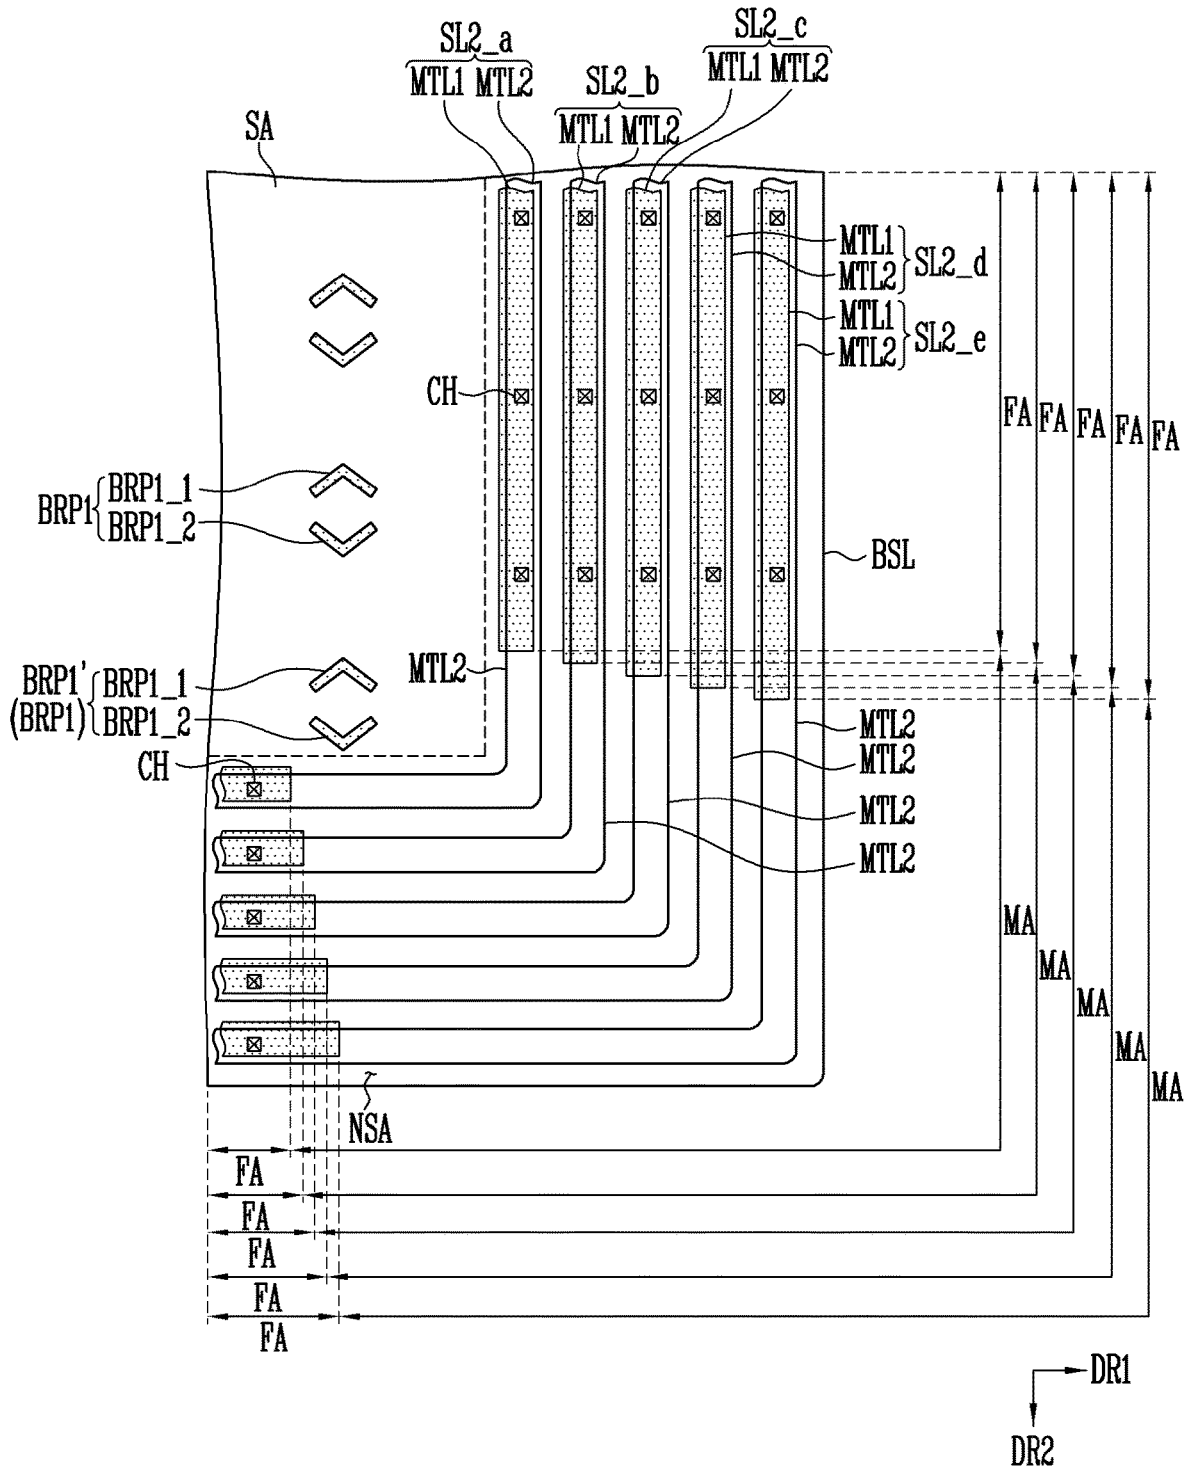 SL2_a
MTL1 MTL2
SL2_b
MTL1 MTL2
SL2_c
MTL1 MTL2
SA
MTL1
MTL2
SL2_d
MTL1
MTL2
SL2_e
CH
FA
FA
FA
FA
FA
BRP1
BRP1_1
BRP1_2
BSL
MTL2
BRP1'
(BRP1)
BRP1_1
BRP1_2
CH
MTL2
MTL2
MTL2
MTL2
MA
MA
MA
MA
MA
NSA
FA
FA
FA
FA
FA
DR1
DR2